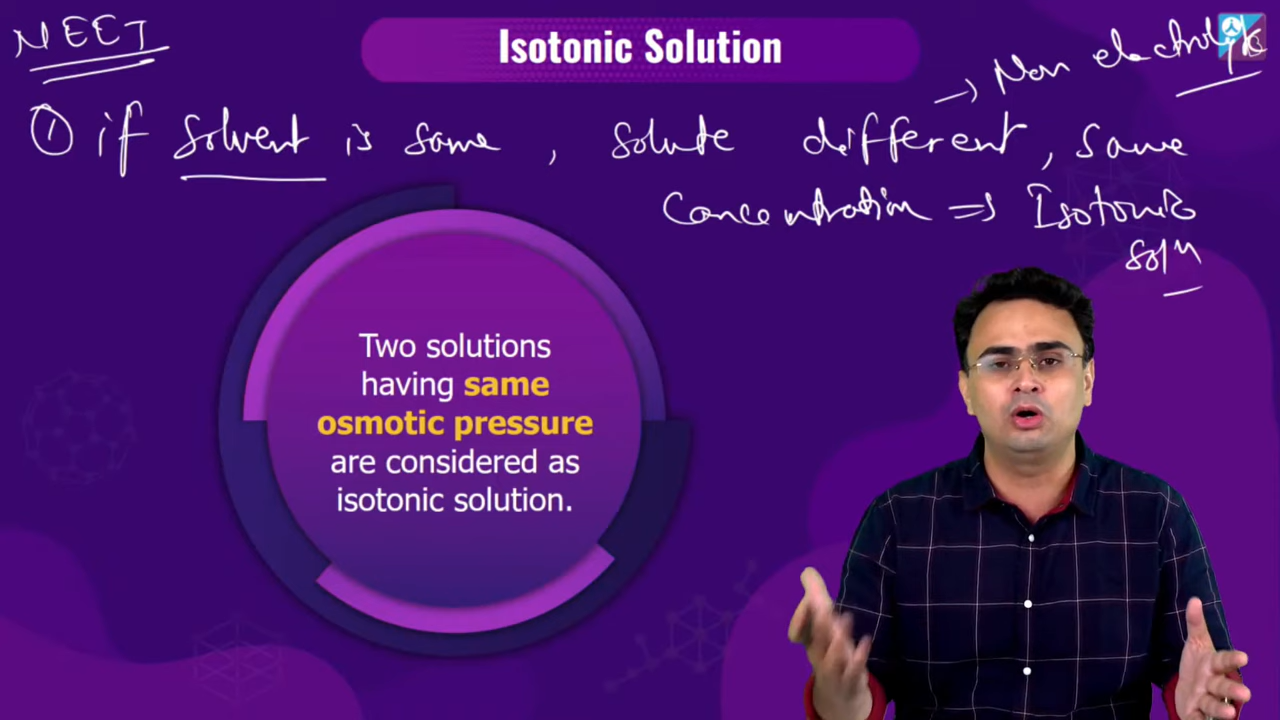 NEET
Isotonic Solution
→ Non electrolyte
① if solvent is same, solute different, same
Concentration ⇒ Isotonic
soln
Two solutions
having same
osmotic pressure
are considered as
isotonic solution.